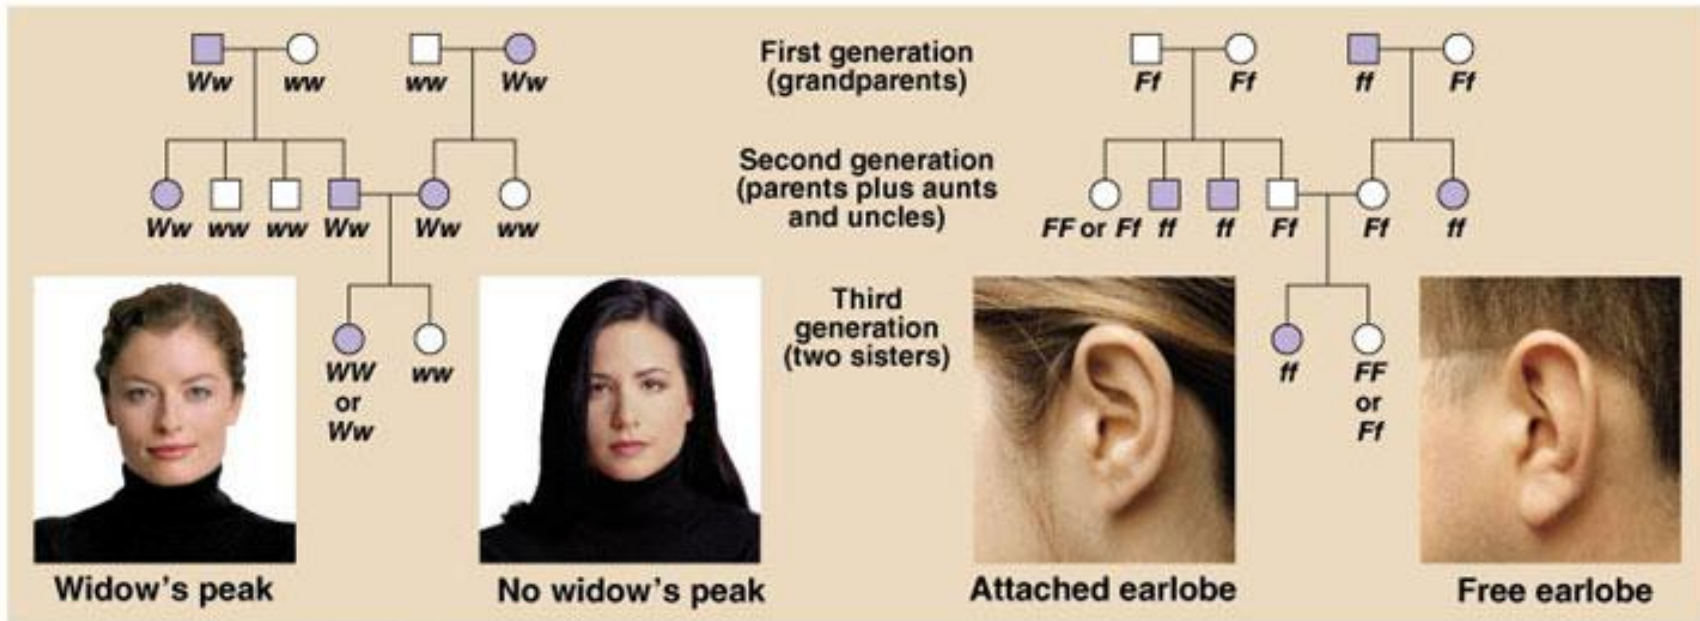 Ww ww ww Ww
First generation
(grandparents)
Ff Ff ff Ff
Ww ww ww Ww Ww ww
Second generation
(parents plus aunts
and uncles)
FF or Ff ff ff Ff Ff ff
WW
or
Ww
ww
Third
generation
(two sisters)
ff
FF
or
Ff
Widow's peak
No widow's peak
Attached earlobe
Free earlobe